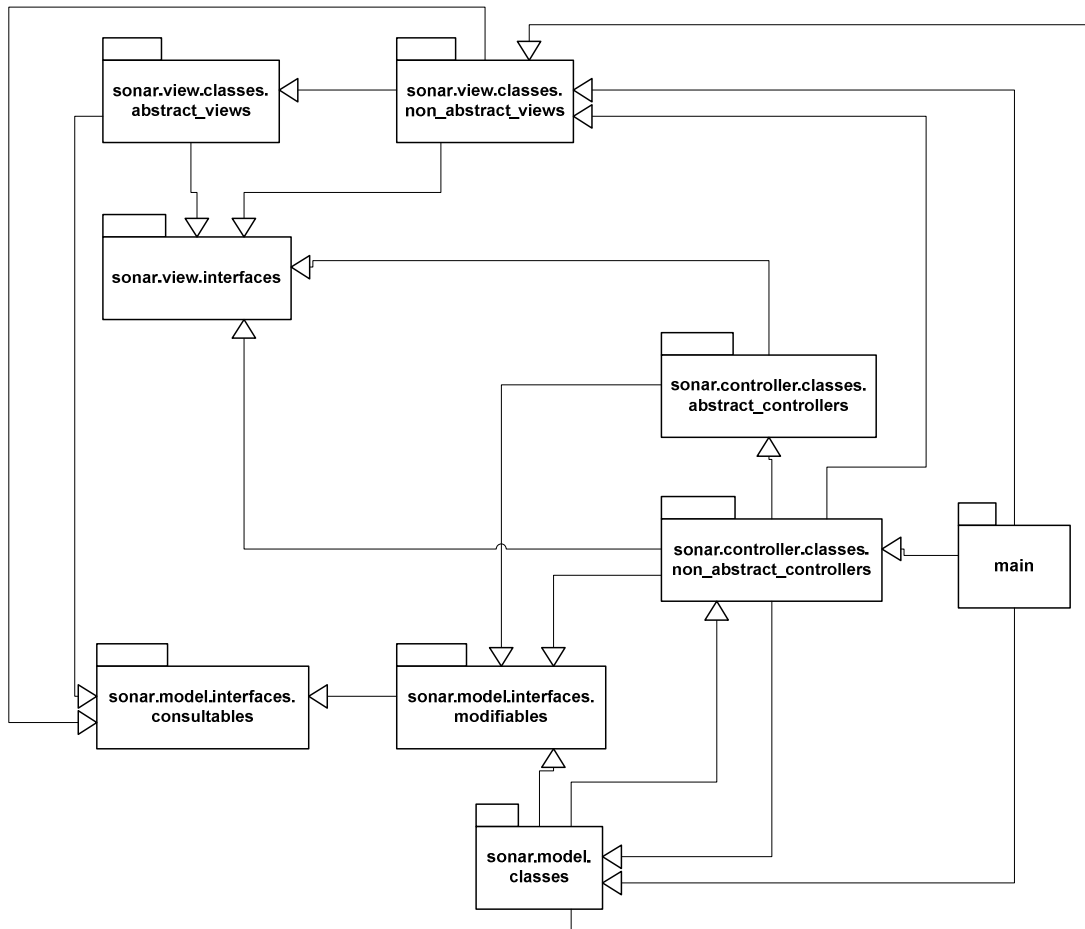 sonar.view.classes.
abstract_views
sonar.view.classes.
non_abstract_views
sonar.view.interfaces
sonar.controller.classes.
abstract_controllers
sonar.controller.classes.
non_abstract_controllers
main
sonar.model.interfaces.
consultables
sonar.model.interfaces.
modifiables
sonar.model.
classes